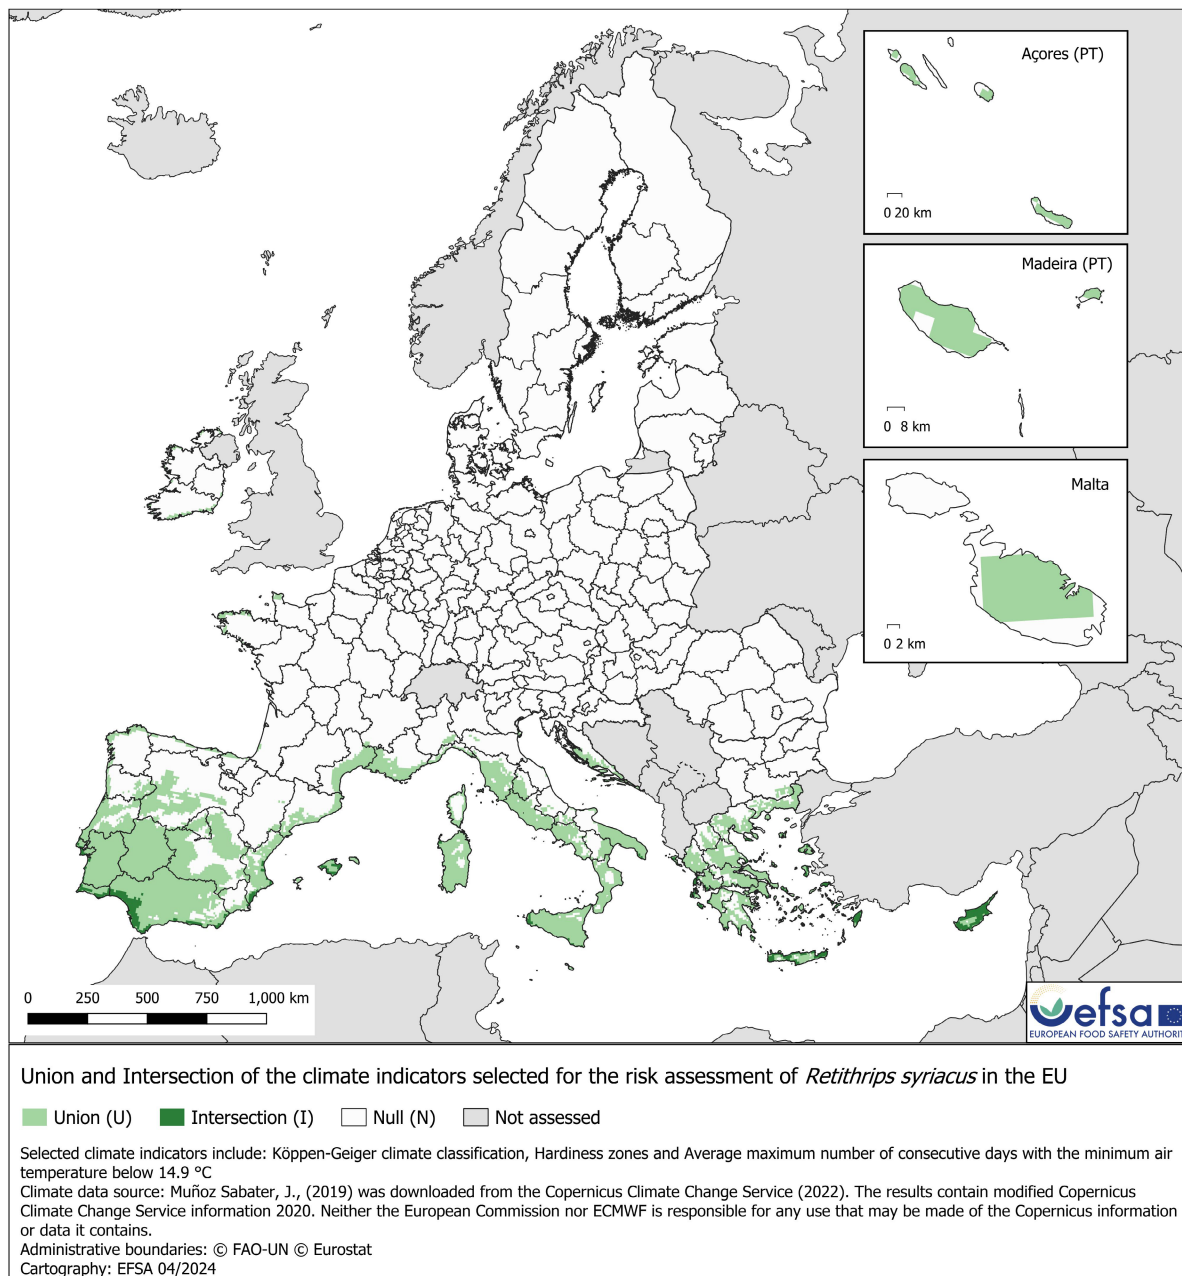 Açores (PT)
0 20 km
Madeira (PT)
0 8 km
Malta
0 2 km
0 250 500 750 1,000 km
efsa
EUROPEAN FOOD SAFETY AUTHORIT
Union and Intersection of the climate indicators selected for the risk assessment of Retithrips syriacus in the EU
Union (U) Intersection (I) Null (N) Not assessed
Selected climate indicators include: Köppen-Geiger climate classification, Hardiness zones and Average maximum number of consecutive days with the minimum air
temperature below 14.9 °C
Climate data source: Muñoz Sabater, J., (2019) was downloaded from the Copernicus Climate Change Service (2022). The results contain modified Copernicus
Climate Change Service information 2020. Neither the European Commission nor ECMWF is responsible for any use that may be made of the Copernicus information
or data it contains.
Administrative boundaries: © FAO-UN © Eurostat
Cartography: EFSA 04/2024